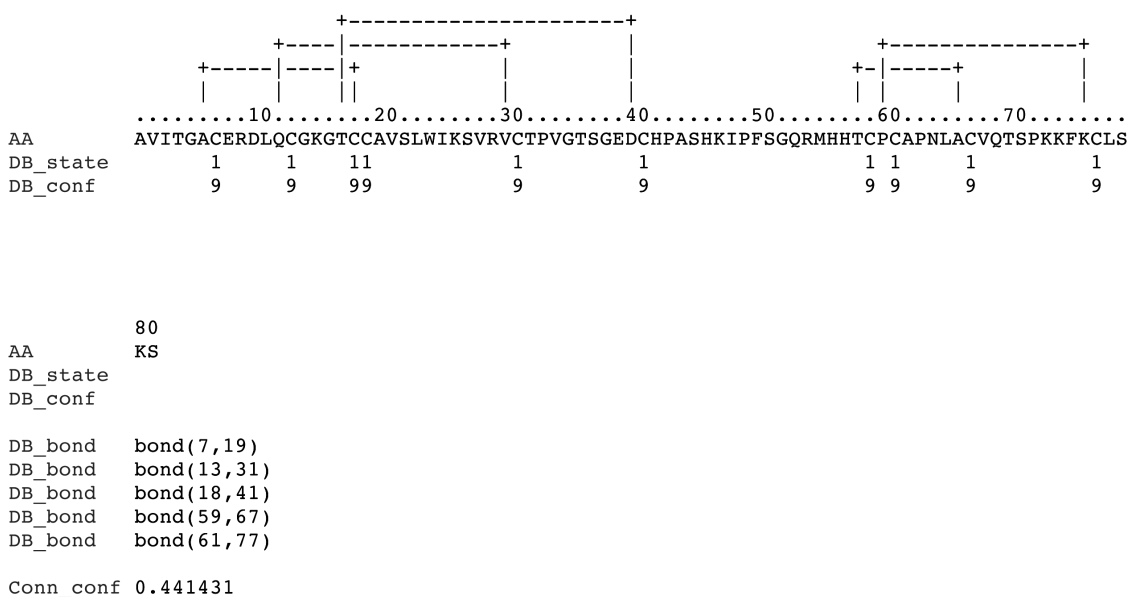 +----------------------+
           +----|------------+         |                   +---------------+
     +-----|----|+           |         |                 +-|-----+         |
     |     |    ||           |         |                 | |     |         |
.........10........20........30........40........50........60........70........
AA AVITGACERDLQCGKGTCCAVSLWIKSVRVCTPVGTSGEDCHPASHKIPFSGQRMHHTCPCAPNLACVQTSPKKFKCLS
DB_state       1     1    11           1         1                 1 1     1         1
DB_conf       9     9    99           9         9                 9 9     9         9
80
AA KS
DB_state
DB_conf
DB_bond bond(7,19)
DB_bond bond(13,31)
DB_bond bond(18,41)
DB_bond bond(59,67)
DB_bond bond(61,77)
Conn conf 0.441431